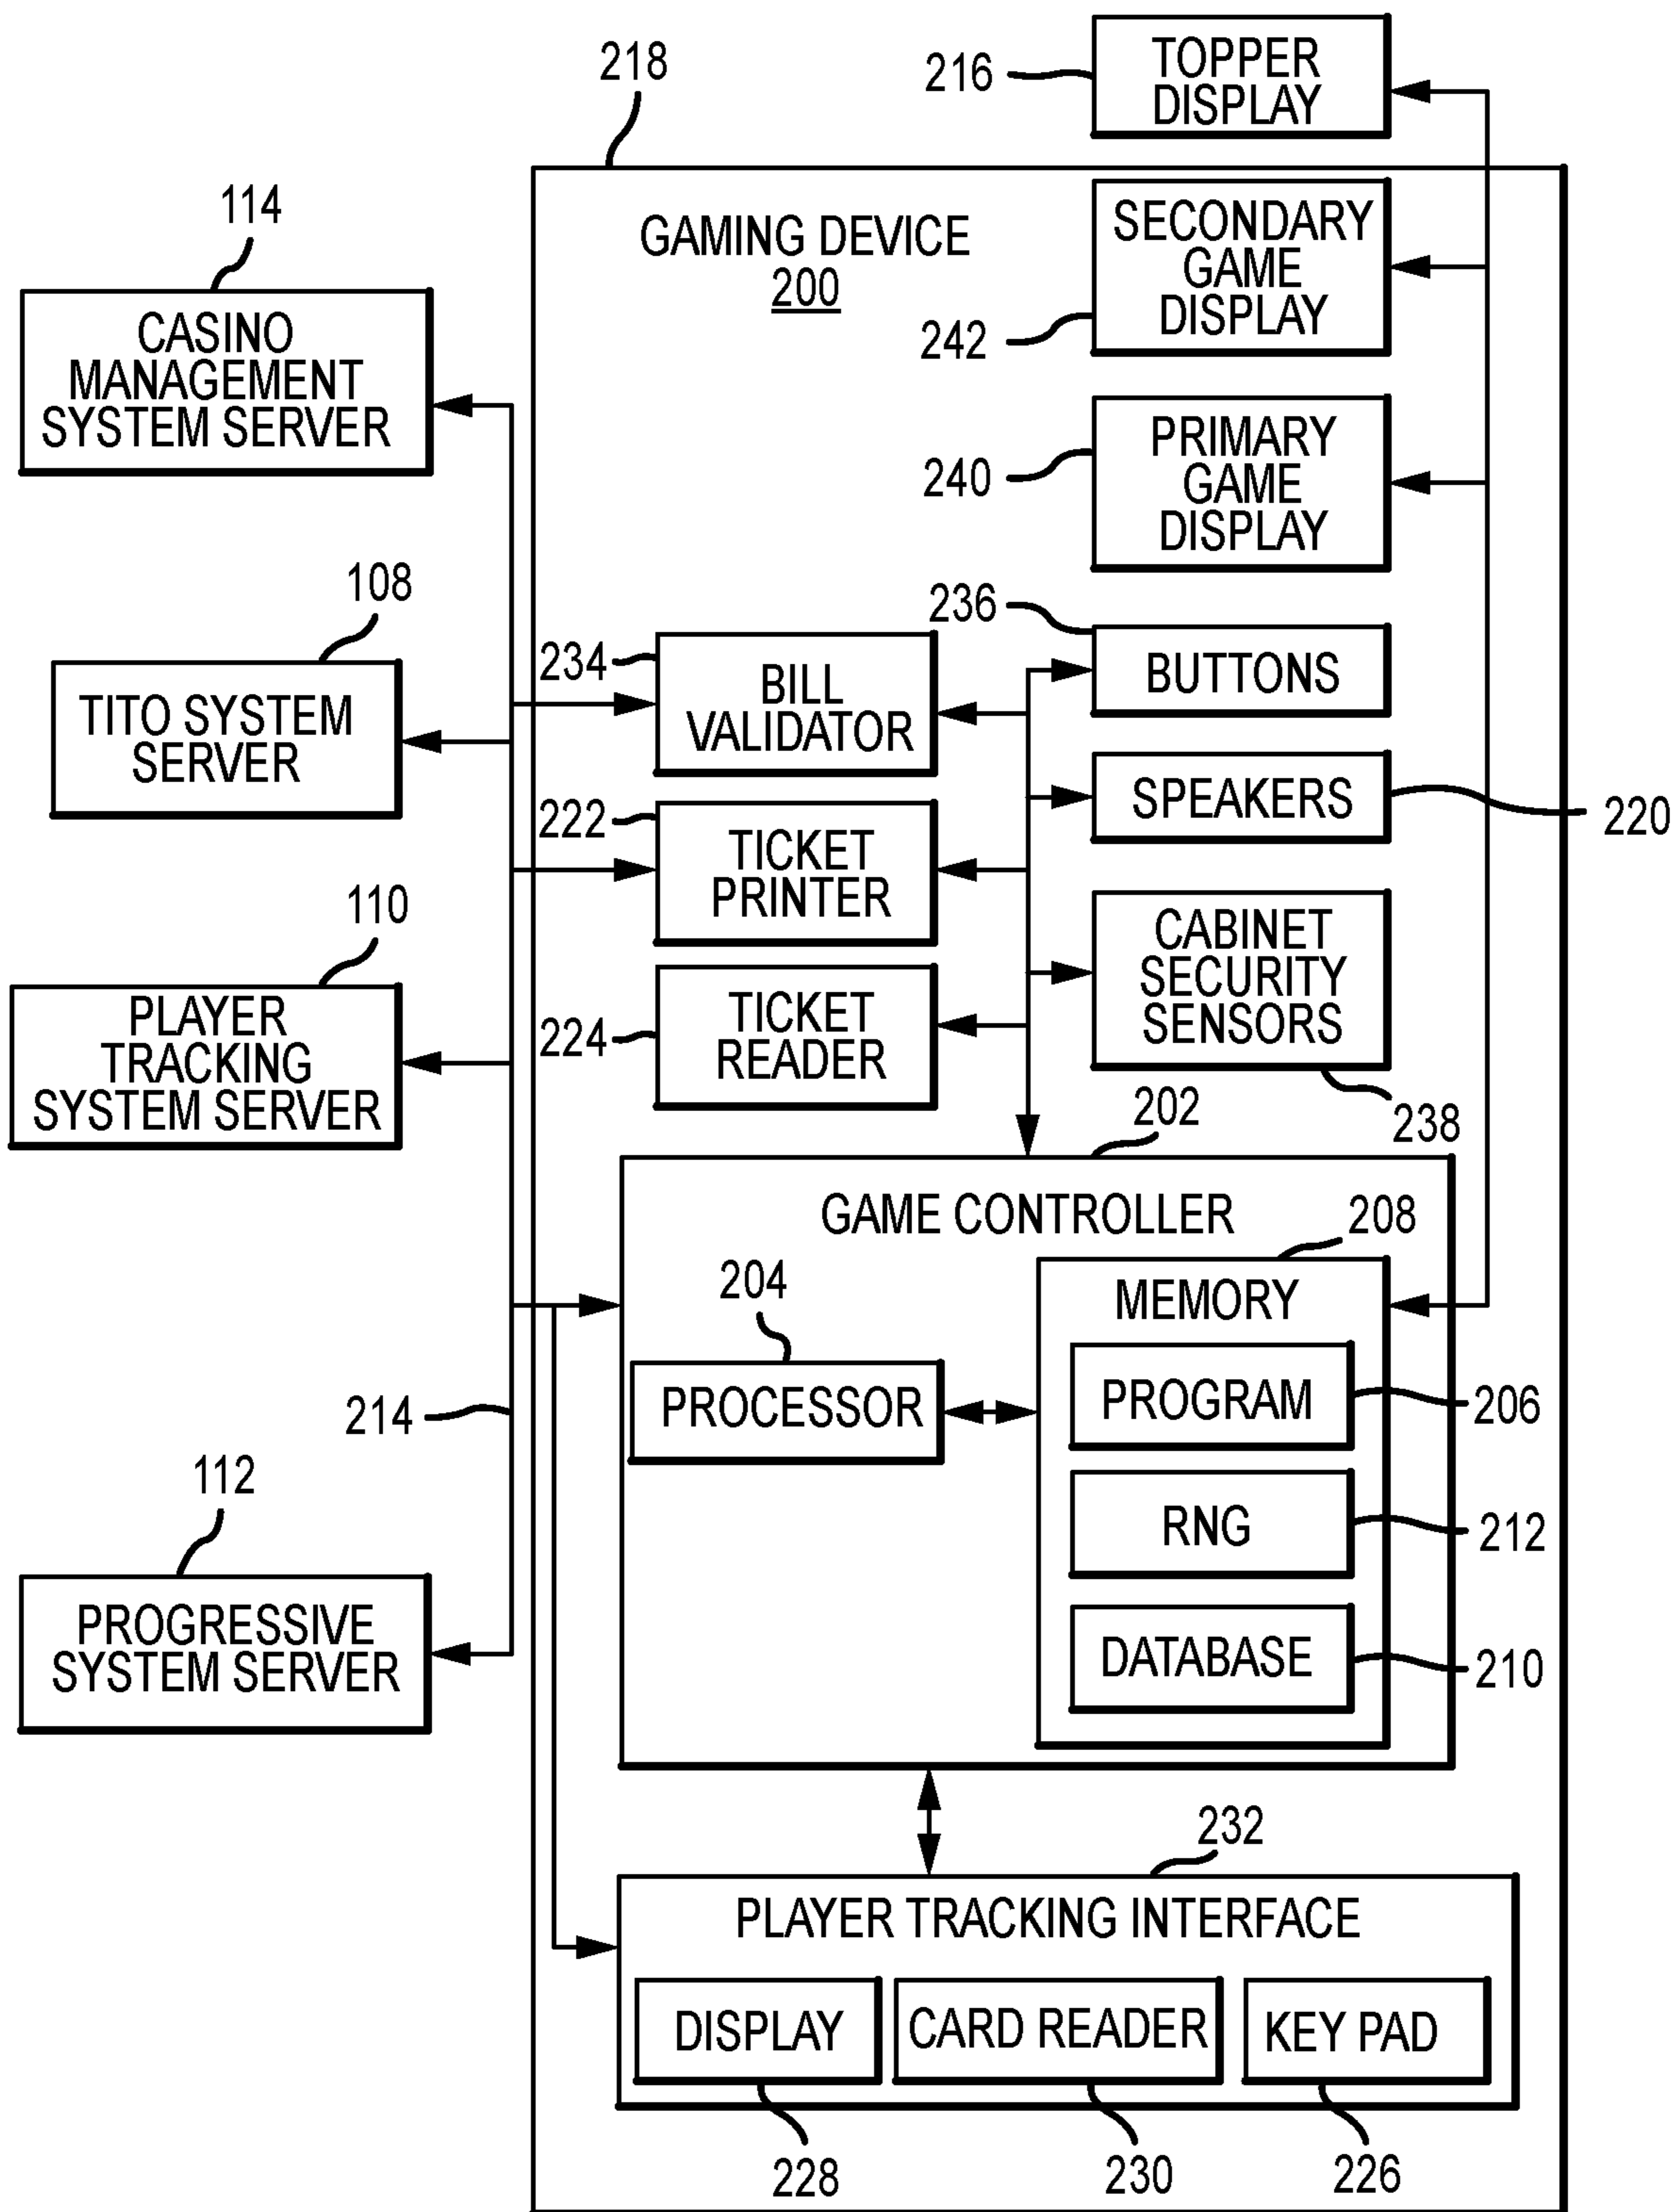 218
216
TOPPER
DISPLAY
114
GAMING DEVICE
200
SECONDARY
GAME
DISPLAY
242
CASINO
MANAGEMENT
SYSTEM SERVER
240
PRIMARY
GAME
DISPLAY
108
236
234
BILL
VALIDATOR
BUTTONS
TITO SYSTEM
SERVER
222
TICKET
PRINTER
SPEAKERS
220
110
CABINET
SECURITY
SENSORS
238
224
TICKET
READER
PLAYER
TRACKING
SYSTEM SERVER
202
GAME CONTROLLER
208
204
MEMORY
PROCESSOR
PROGRAM
206
214
112
RNG
212
PROGRESSIVE
SYSTEM SERVER
DATABASE
210
232
PLAYER TRACKING INTERFACE
DISPLAY
CARD READER
KEY PAD
228
230
226